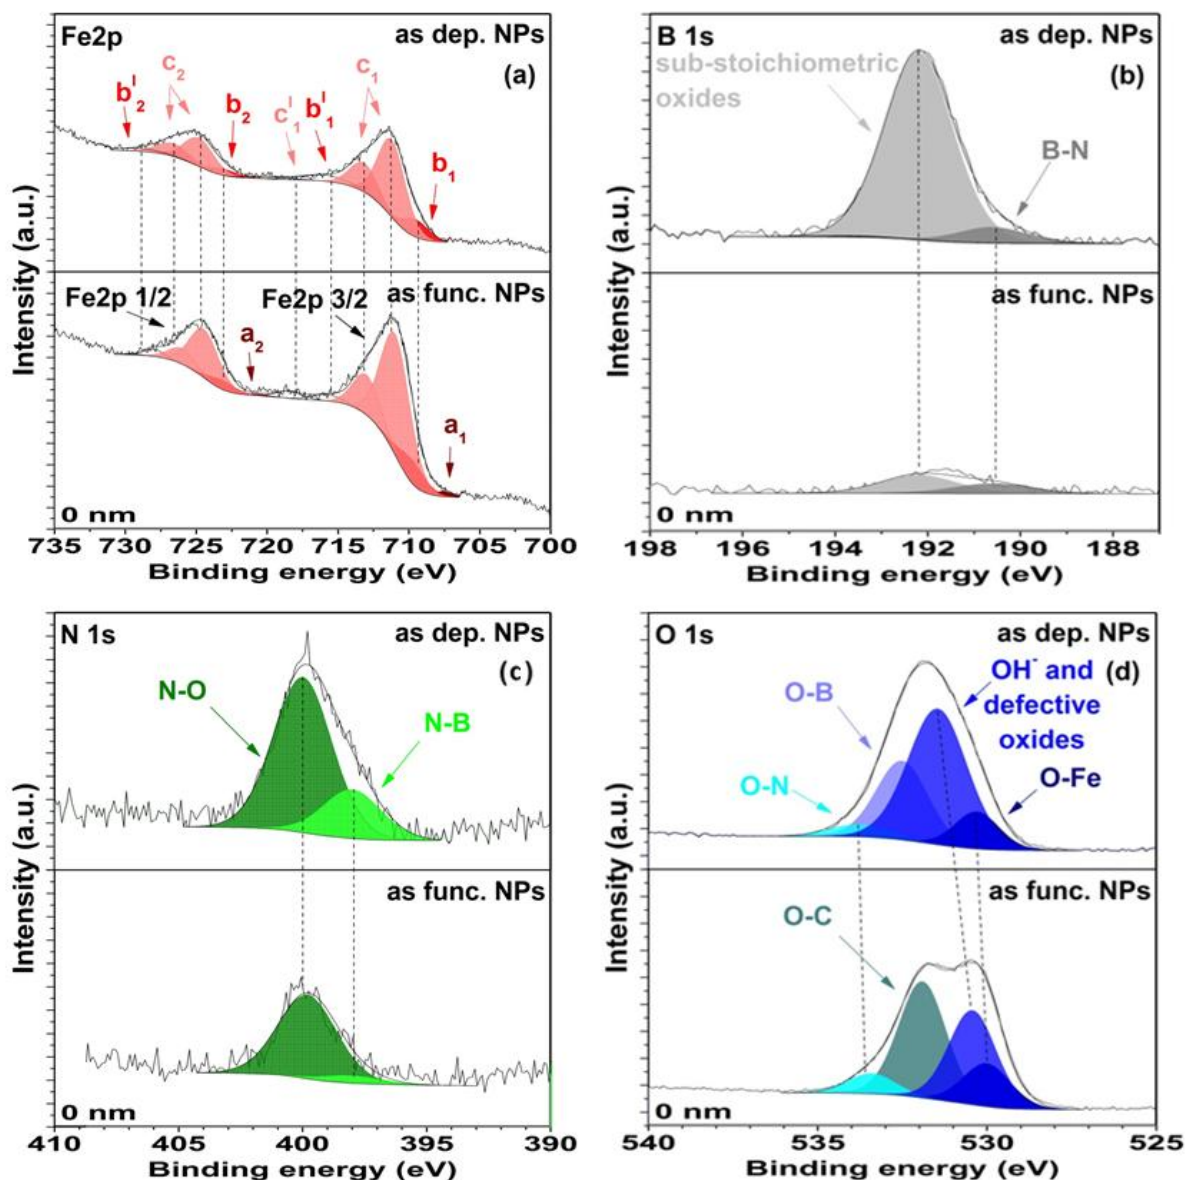 Fe2p
as dep. NPs
(a)
c₂
c₁
b₂ᴵ
b₂
c₁ᴵ
b₁ᴵ
b₁
Intensity (a.u.)
Fe2p 1/2
Fe2p 3/2
as func. NPs
a₂
a₁
0 nm
735 730 725 720 715 710 705 700
Binding energy (eV)
B 1s
as dep. NPs
(b)
sub-stoichiometric
oxides
B-N
Intensity (a.u.)
as func. NPs
0 nm
198 196 194 192 190 188
Binding energy (eV)
N 1s
as dep. NPs
(c)
N-O
N-B
Intensity (a.u.)
as func. NPs
0 nm
410 405 400 395 390
Binding energy (eV)
O 1s
as dep. NPs
(d)
OH⁻ and
defective
oxides
O-B
O-N
O-Fe
Intensity (a.u.)
as func. NPs
O-C
0 nm
540 535 530 525
Binding energy (eV)